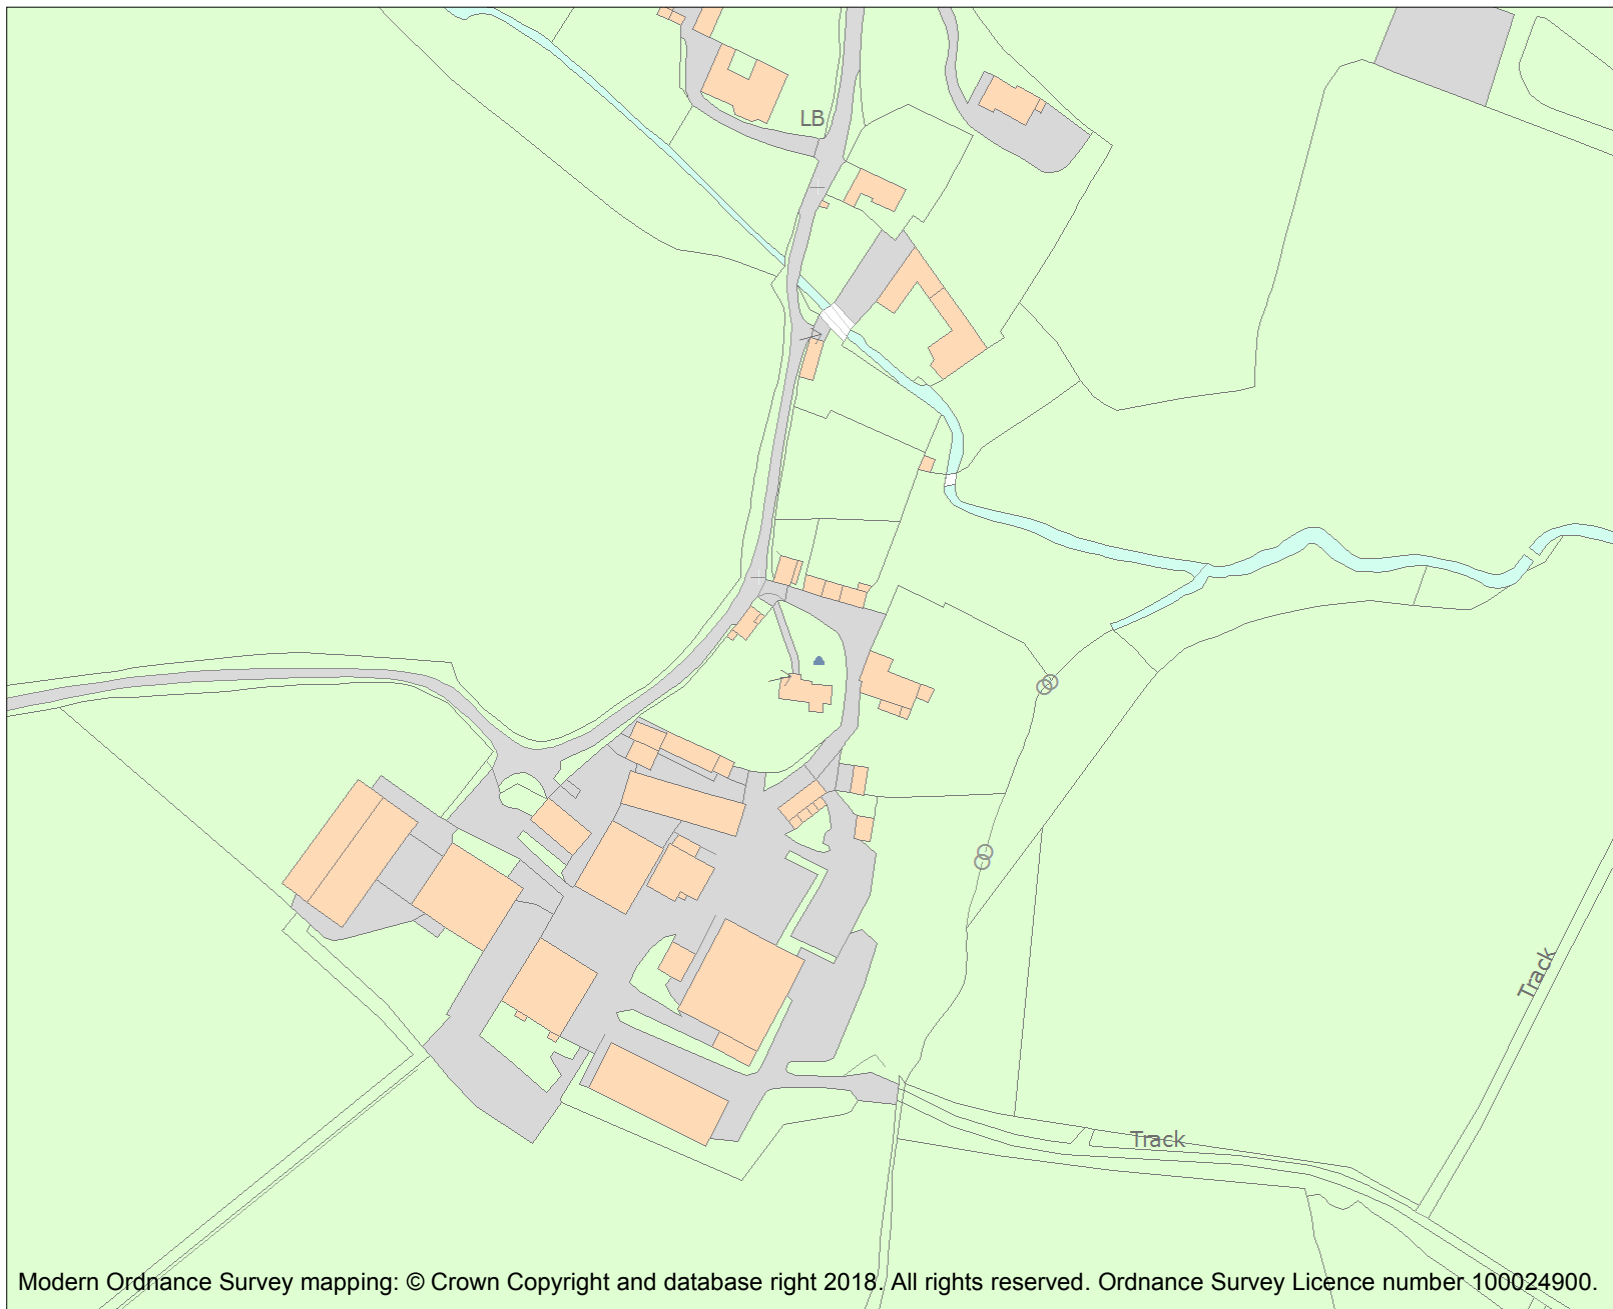 LB
Track
Track
Modern Ordnance Survey mapping: © Crown Copyright and database right 2018. All rights reserved. Ordnance Survey Licence number 100024900.